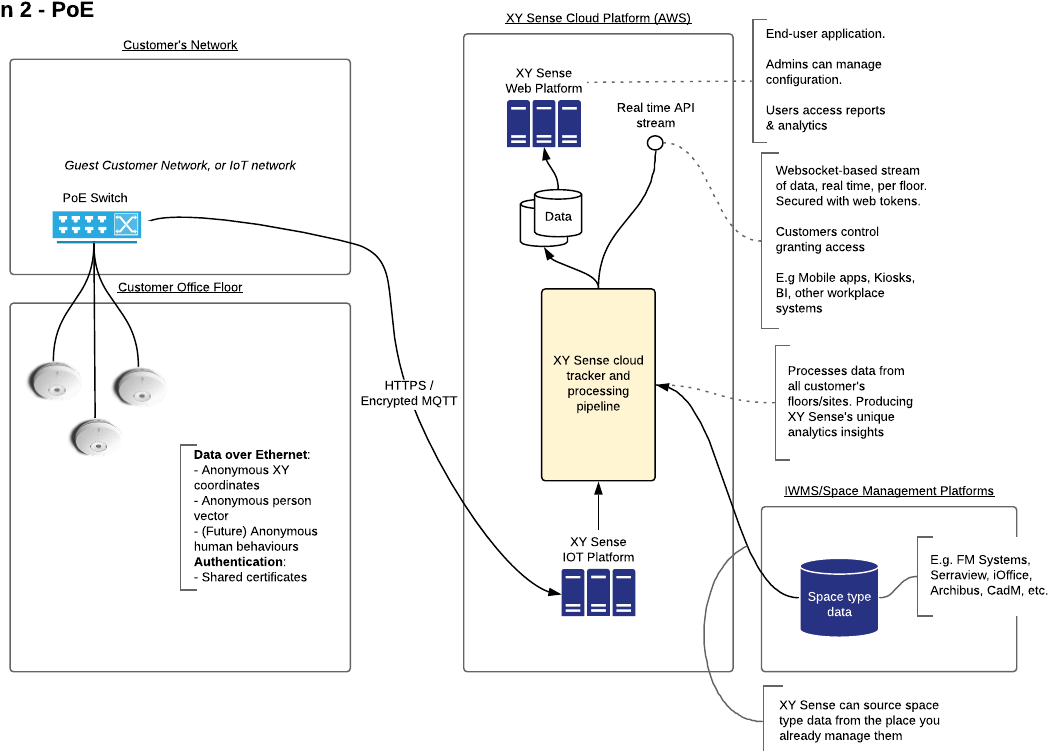 n 2 - PoE
Customer's Network
Guest Customer Network, or IoT network
PoE Switch
Customer Office Floor
Data over Ethernet:
- Anonymous XY
coordinates
- Anonymous person
vector
- (Future) Anonymous
human behaviours
Authentication:
- Shared certificates
HTTPS /
Encrypted MQTT
XY Sense Cloud Platform (AWS)
XY Sense
Web Platform
Real time API
stream
Data
XY Sense cloud
tracker and
processing
pipeline
XY Sense
IOT Platform
End-user application.
Admins can manage
configuration.
Users access reports
& analytics
Websocket-based stream
of data, real time, per floor.
Secured with web tokens.
Customers control
granting access
E.g Mobile apps, Kiosks,
BI, other workplace
systems
Processes data from
all customer's
floors/sites. Producing
XY Sense's unique
analytics insights
IWMS/Space Management Platforms
Space type
data
E.g. FM Systems,
Serraview, iOffice,
Archibus, CadM, etc.
XY Sense can source space
type data from the place you
already manage them